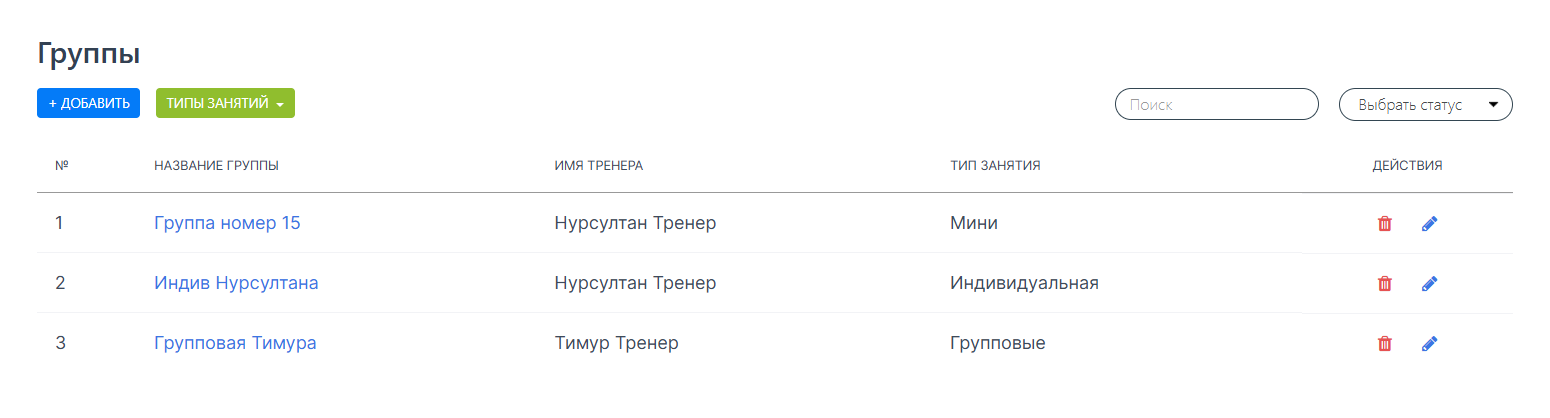 Группы
+ ДОБАВИТЬ ТИПЫ ЗАНЯТИЙ Поиск Выбрать статус
№ НАЗВАНИЕ ГРУППЫ ИМЯ ТРЕНЕРА ТИП ЗАНЯТИЯ ДЕЙСТВИЯ
1 Группа номер 15 Нурсултан Тренер Мини
2 Индив Нурсултана Нурсултан Тренер Индивидуальная
3 Групповая Тимура Тимур Тренер Групповые